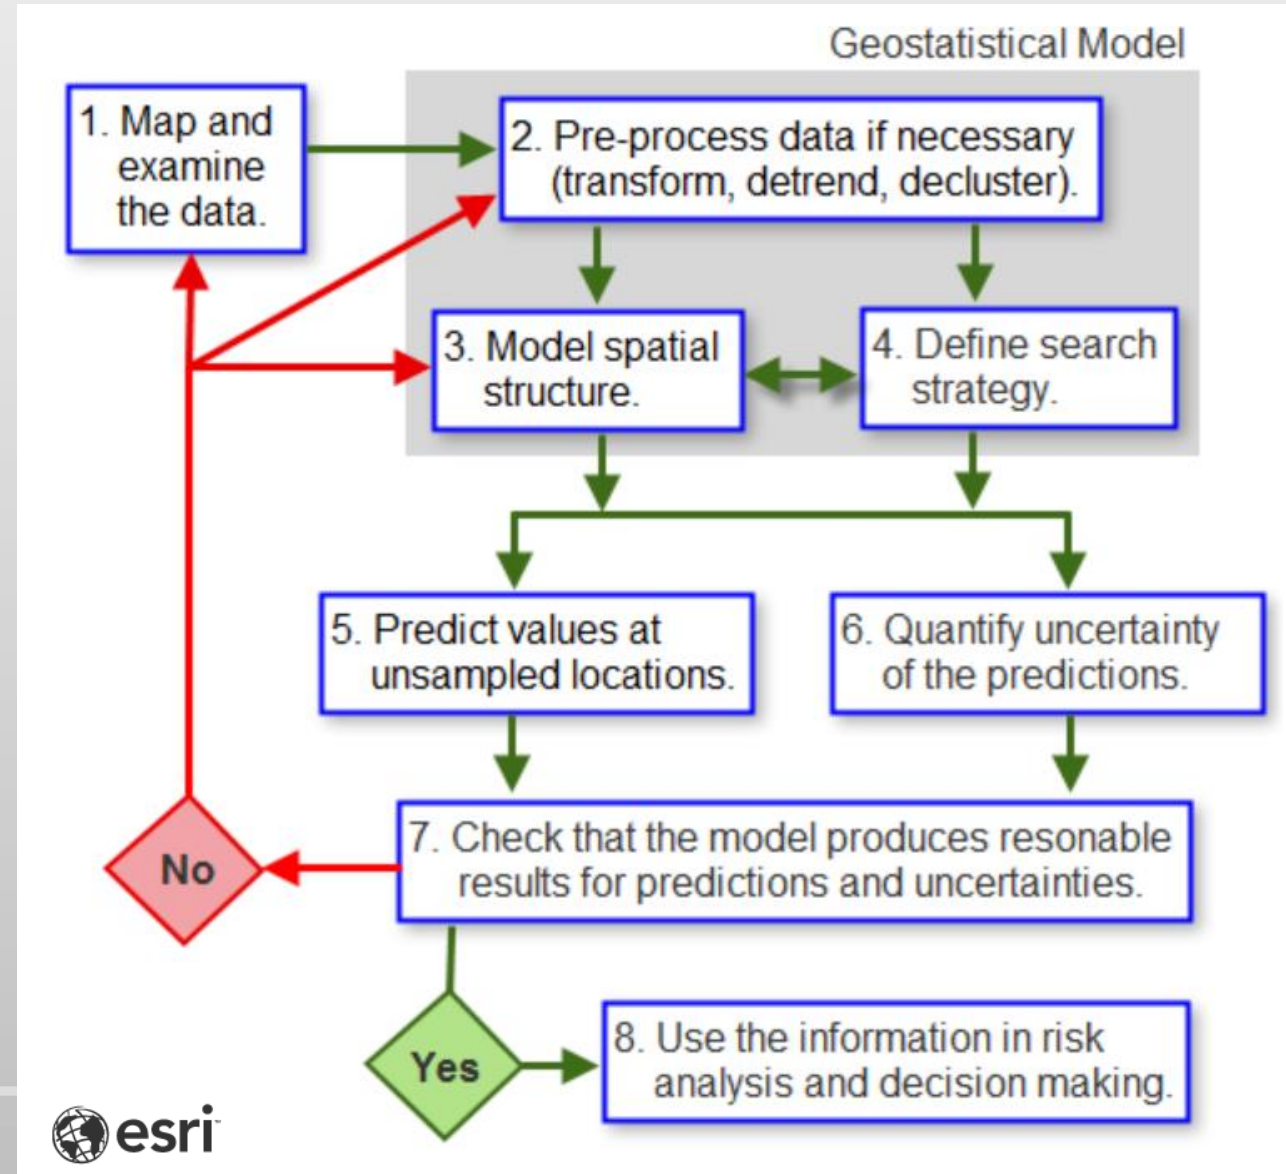 Geostatistical Model
1. Map and
examine
the data.
2. Pre-process data if necessary
(transform, detrend, decluster).
3. Model spatial
structure.
4. Define search
strategy.
5. Predict values at
unsampled locations.
6. Quantify uncertainty
of the predictions.
7. Check that the model produces resonable
results for predictions and uncertainties.
No
Yes
8. Use the information in risk
analysis and decision making.
esri